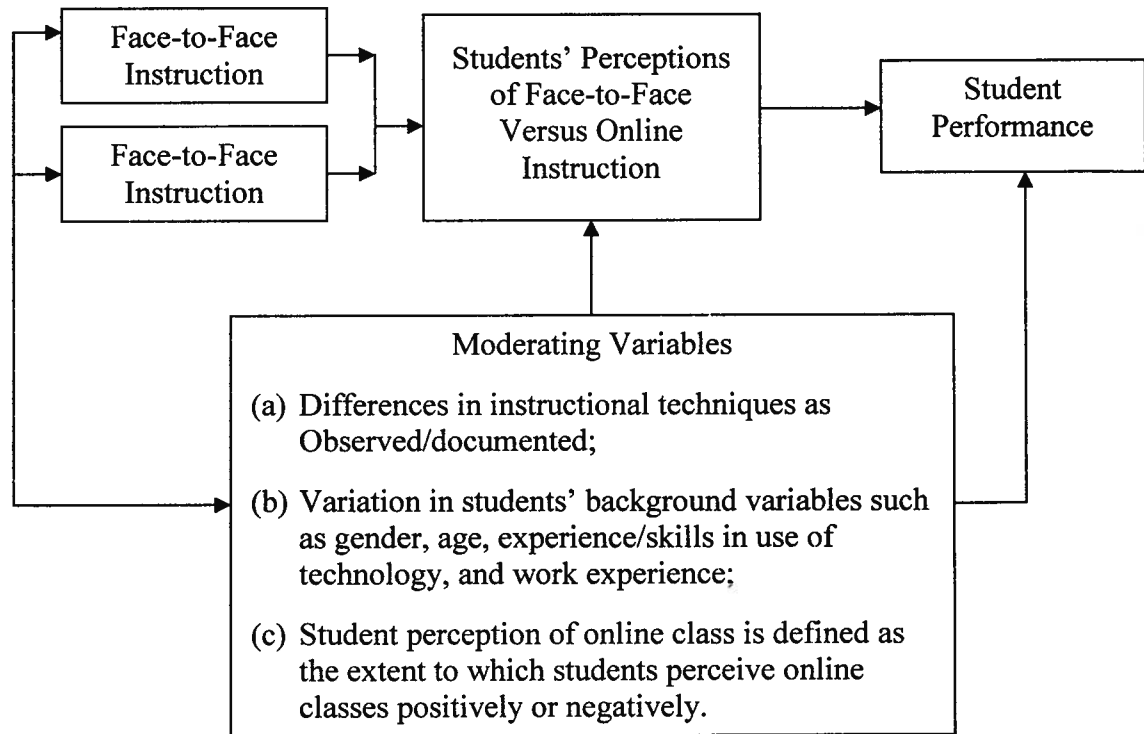 Face-to-Face
Instruction
Face-to-Face
Instruction
Students' Perceptions
of Face-to-Face
Versus Online
Instruction
Student
Performance
Moderating Variables
(a) Differences in instructional techniques as
Observed/documented;
(b) Variation in students' background variables such
as gender, age, experience/skills in use of
technology, and work experience;
(c) Student perception of online class is defined as
the extent to which students perceive online
classes positively or negatively.